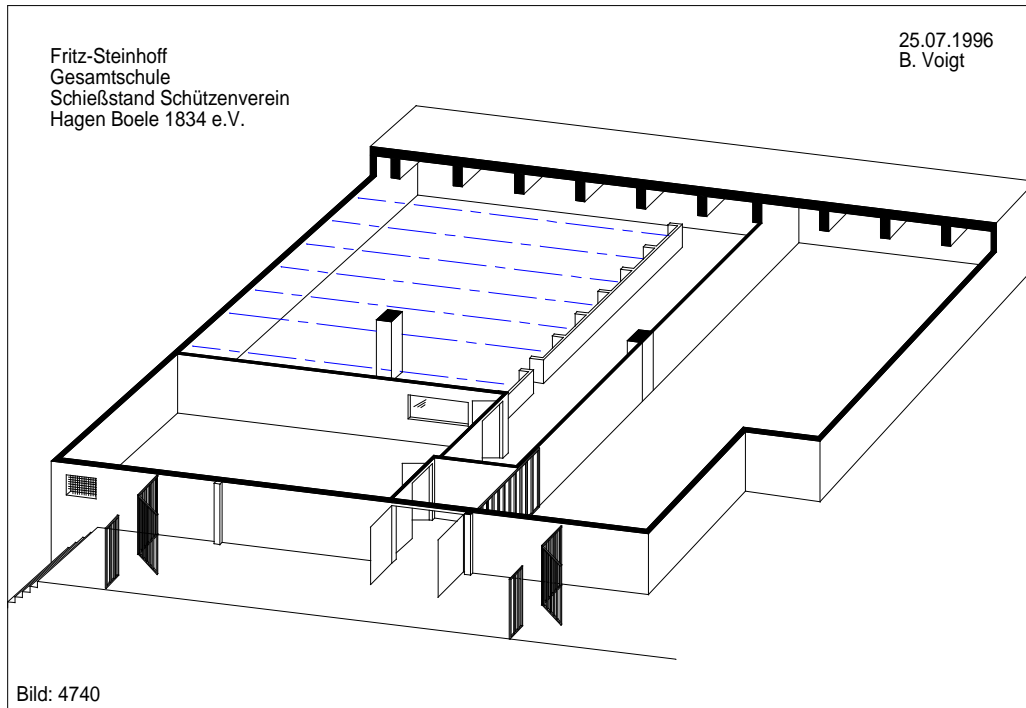 Fritz-Steinhoff
Gesamtschule
Schießstand Schützenverein
Hagen Boele 1834 e.V.
25.07.1996
B. Voigt
Bild: 4740